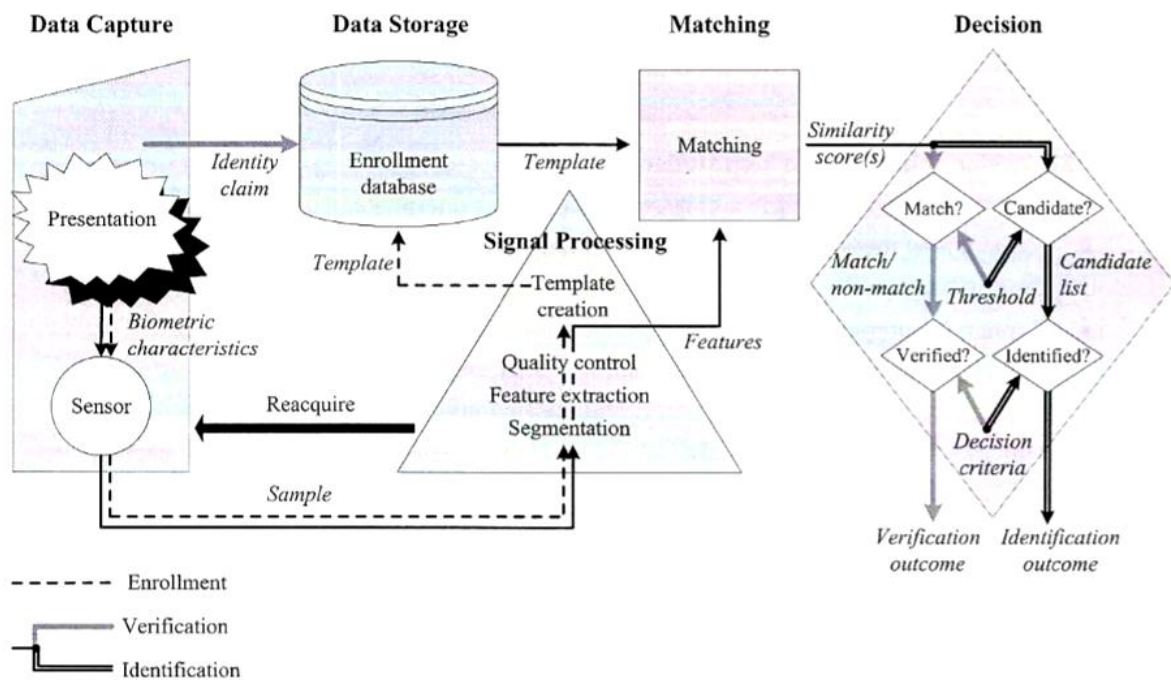 Data Capture
Data Storage
Matching
Decision
Identity
claim
Enrollment
database
Template
Matching
Similarity
score(s)
Presentation
Match?
Candidate?
Signal Processing
Template
Template
creation
Match/
non-match
Threshold
Candidate
list
Biometric
characteristics
Features
Quality control
Feature extraction
Segmentation
Verified?
Identified?
Sensor
Reacquire
Decision
criteria
Sample
Verification
outcome
Identification
outcome
Enrollment
Verification
Identification